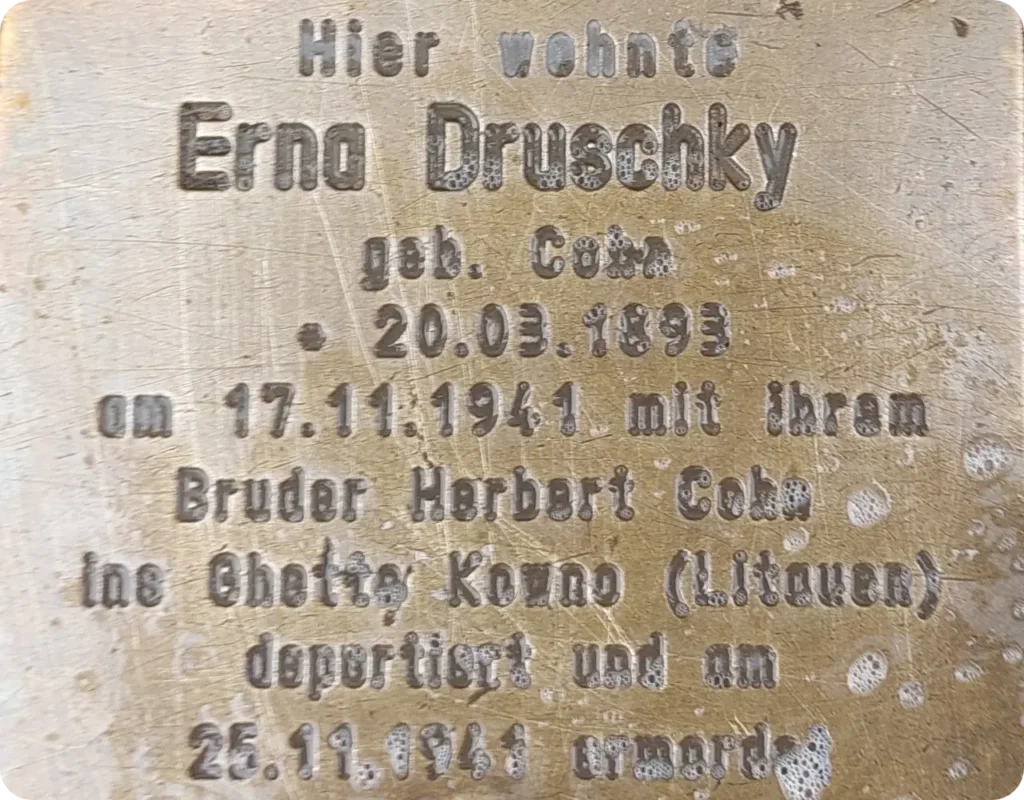 Hier wohnte
Erna Druschky
geb. Cohn
* 20.03.1893
am 17.11.1941 mit ihrem
Bruder Herbert Cohn
ins Ghetto Kowno (Litauen)
deportiert und am
25.11.1941 ermordet